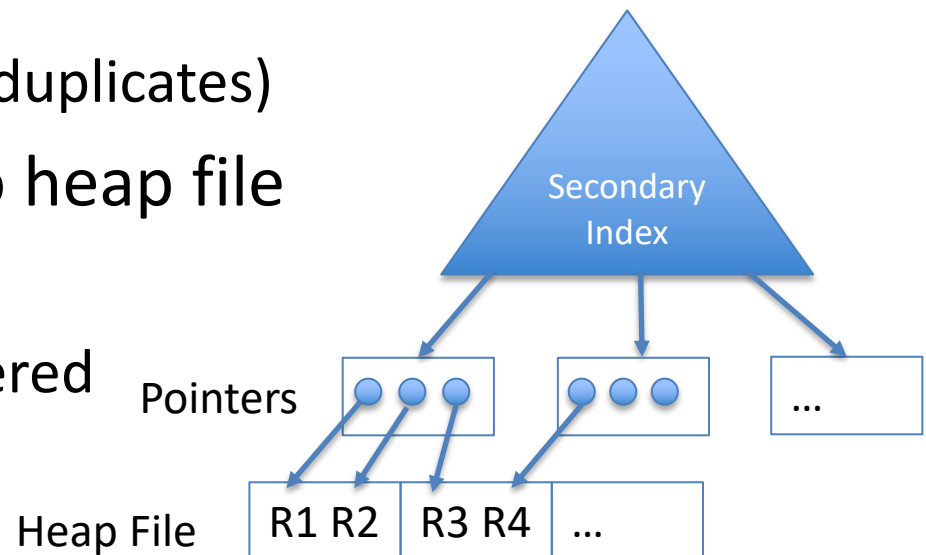 duplicates)
heap file
Secondary
Index
ered
Pointers
...
Heap File
R1 R2
R3 R4
...